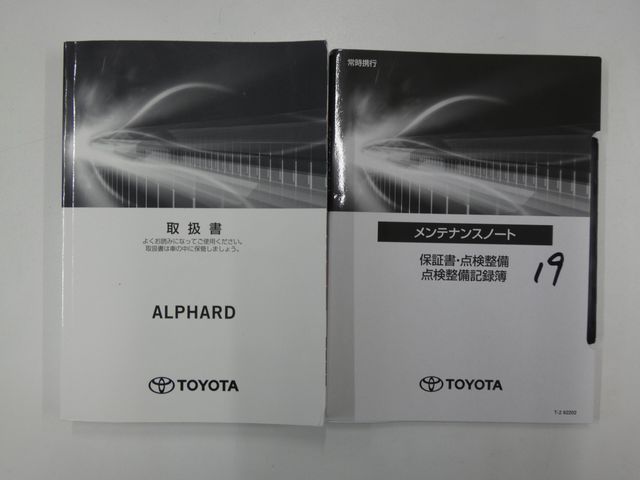 取扱書
よくお読みになってご使用ください。
取扱書は車の中に保管しましょう。
ALPHARD
TOYOTA
常時携行
メンテナンスノート
保証書・点検整備
点検整備記録簿
19
TOYOTA
T-2 92202